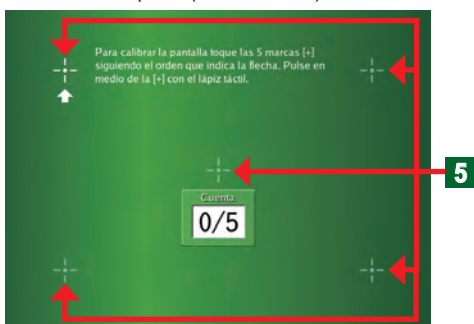 Para calibrar la pantalla toque las 5 marcas [+]
siguiendo el orden que indica la flecha. Pulse en
medio de la [+] con el lápiz táctil.
5
Cuenta
0/5